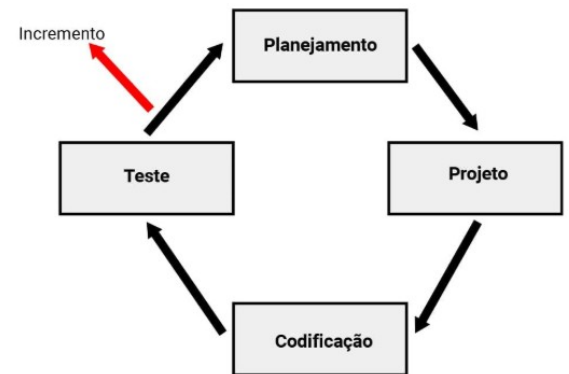 Incremento
Planejamento
Teste
Projeto
Codificação